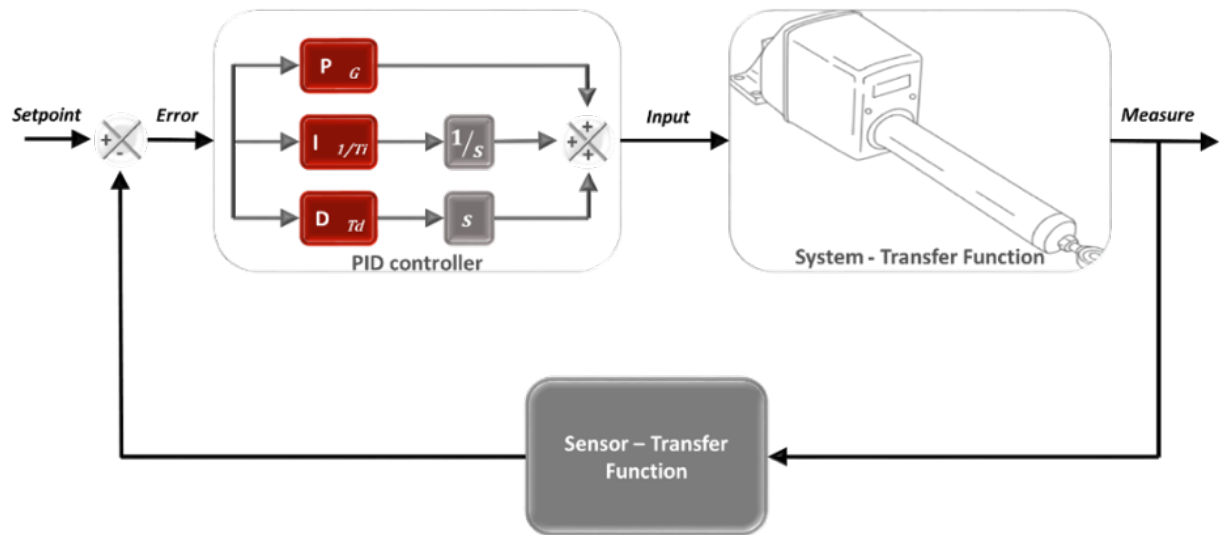 Setpoint
+
-
Error
P G
I 1/Ti
1/s
D Td
s
+
+
+
PID controller
Input
System - Transfer Function
Measure
Sensor – Transfer
Function